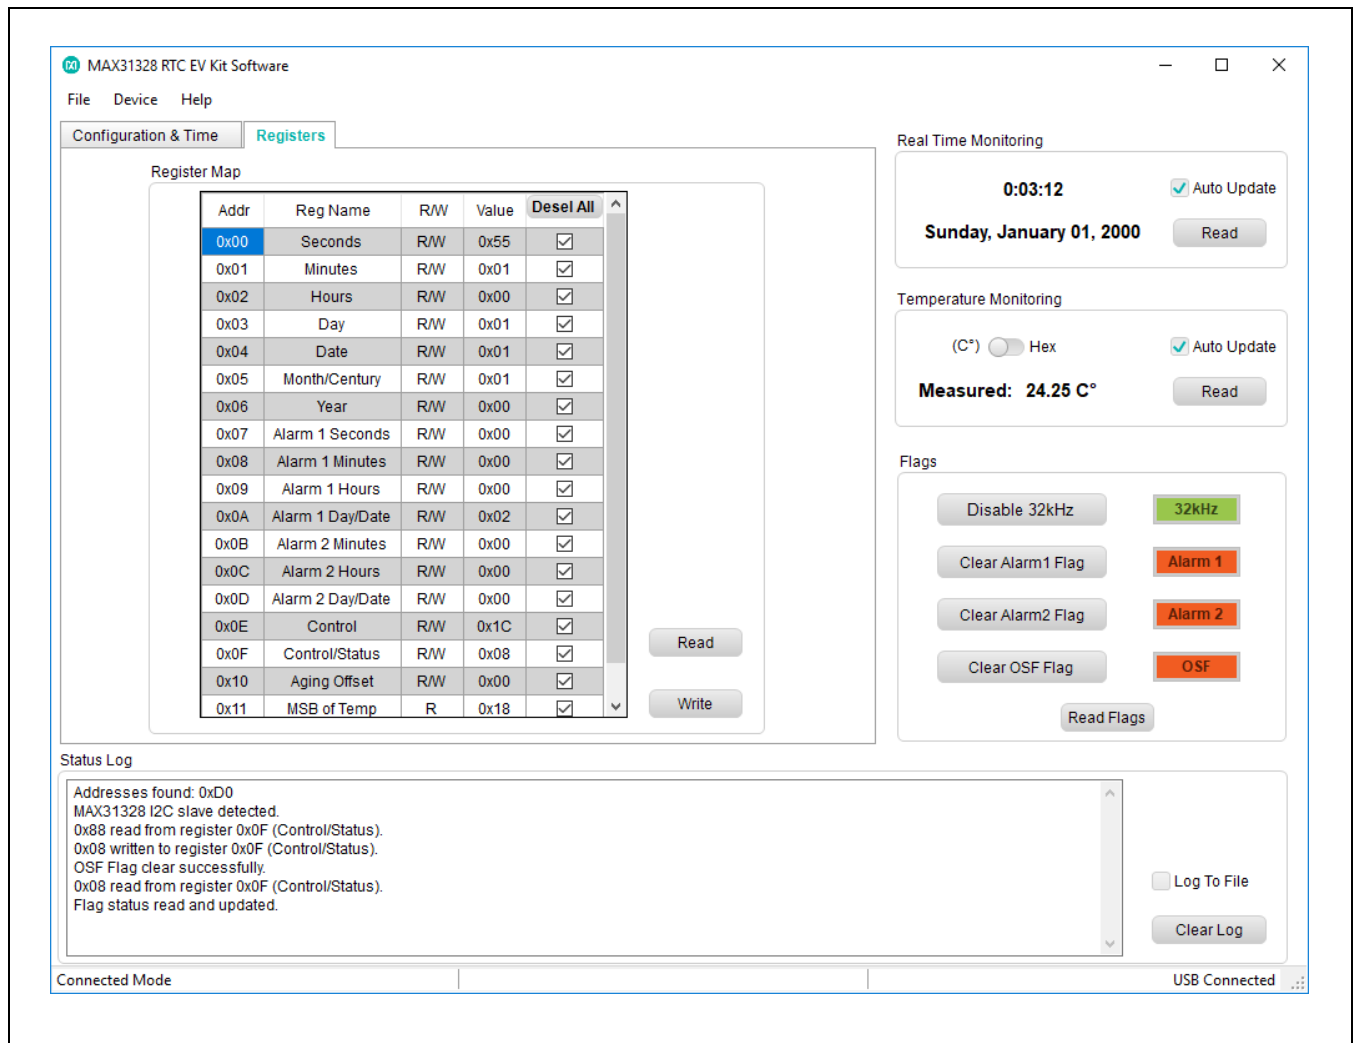 MAX31328 RTC EV Kit Software
File Device Help
Configuration & Time Registers
Register Map
Addr Reg Name R/W Value Desel All
0x00 Seconds R/W 0x55
0x01 Minutes R/W 0x01
0x02 Hours R/W 0x00
0x03 Day R/W 0x01
0x04 Date R/W 0x01
0x05 Month/Century R/W 0x01
0x06 Year R/W 0x00
0x07 Alarm 1 Seconds R/W 0x00
0x08 Alarm 1 Minutes R/W 0x00
0x09 Alarm 1 Hours R/W 0x00
0x0A Alarm 1 Day/Date R/W 0x02
0x0B Alarm 2 Minutes R/W 0x00
0x0C Alarm 2 Hours R/W 0x00
0x0D Alarm 2 Day/Date R/W 0x00
0x0E Control R/W 0x1C
0x0F Control/Status R/W 0x08
0x10 Aging Offset R/W 0x00
0x11 MSB of Temp R 0x18
Read
Write
Real Time Monitoring
0:03:12 Auto Update
Sunday, January 01, 2000 Read
Temperature Monitoring
(C°) Hex Auto Update
Measured: 24.25 C° Read
Flags
Disable 32kHz 32kHz
Clear Alarm1 Flag Alarm 1
Clear Alarm2 Flag Alarm 2
Clear OSF Flag OSF
Read Flags
Status Log
Addresses found: 0xD0
MAX31328 I2C slave detected.
0x88 read from register 0x0F (Control/Status).
0x08 written to register 0x0F (Control/Status).
OSF Flag clear successfully.
0x08 read from register 0x0F (Control/Status).
Flag status read and updated.
Log To File
Clear Log
Connected Mode USB Connected